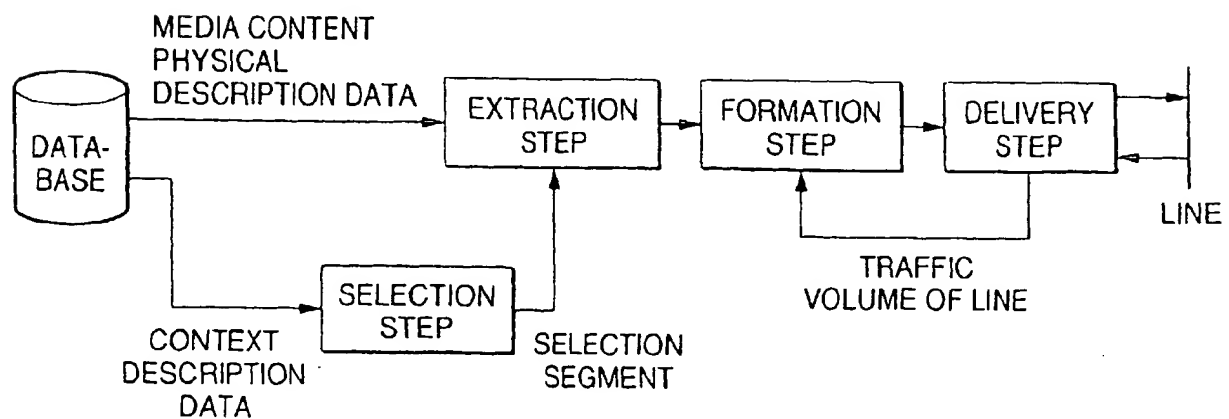 MEDIA CONTENT
PHYSICAL
DESCRIPTION DATA
DATA-
BASE
EXTRACTION
STEP
FORMATION
STEP
DELIVERY
STEP
LINE
TRAFFIC
VOLUME OF LINE
SELECTION
STEP
CONTEXT
DESCRIPTION
DATA
SELECTION
SEGMENT